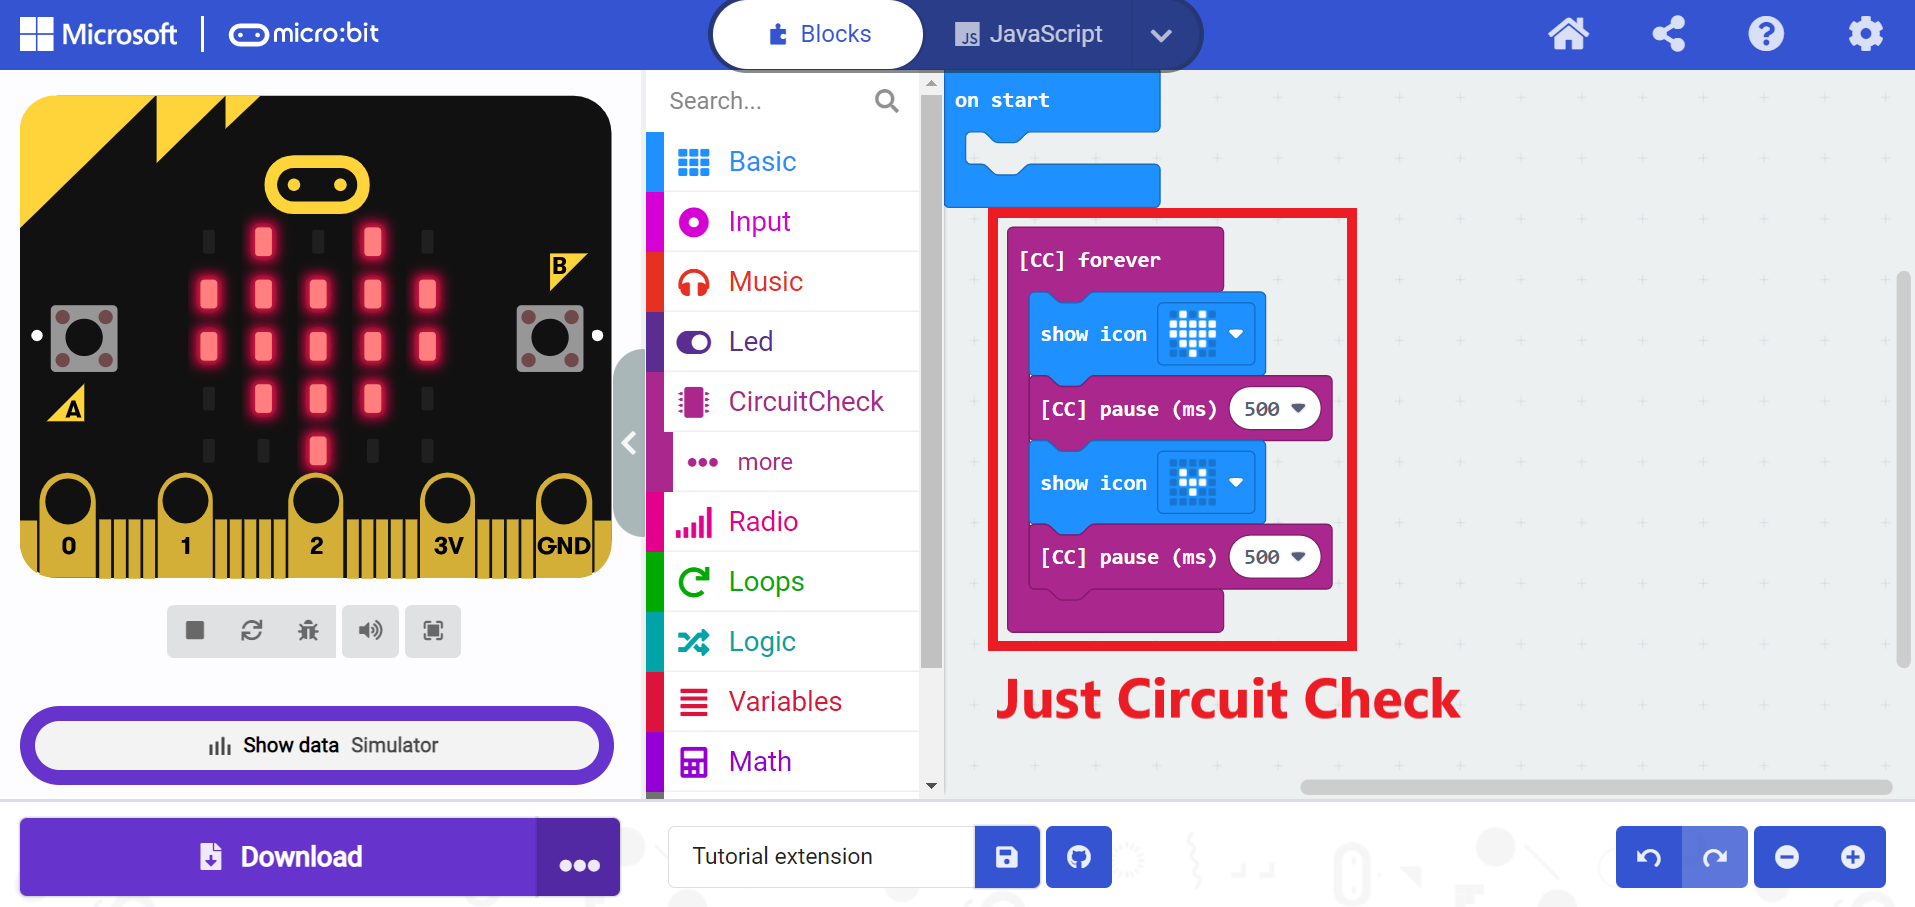 Microsoft | micro:bit
Blocks
JS JavaScript
B
A
0 1 2 3V GND
Show data Simulator
Search...
Basic
Input
Music
Led
CircuitCheck
more
Radio
Loops
Logic
Variables
Math
on start
[CC] forever
show icon
[CC] pause (ms) 500
show icon
[CC] pause (ms) 500
Just Circuit Check
Download
Tutorial extension